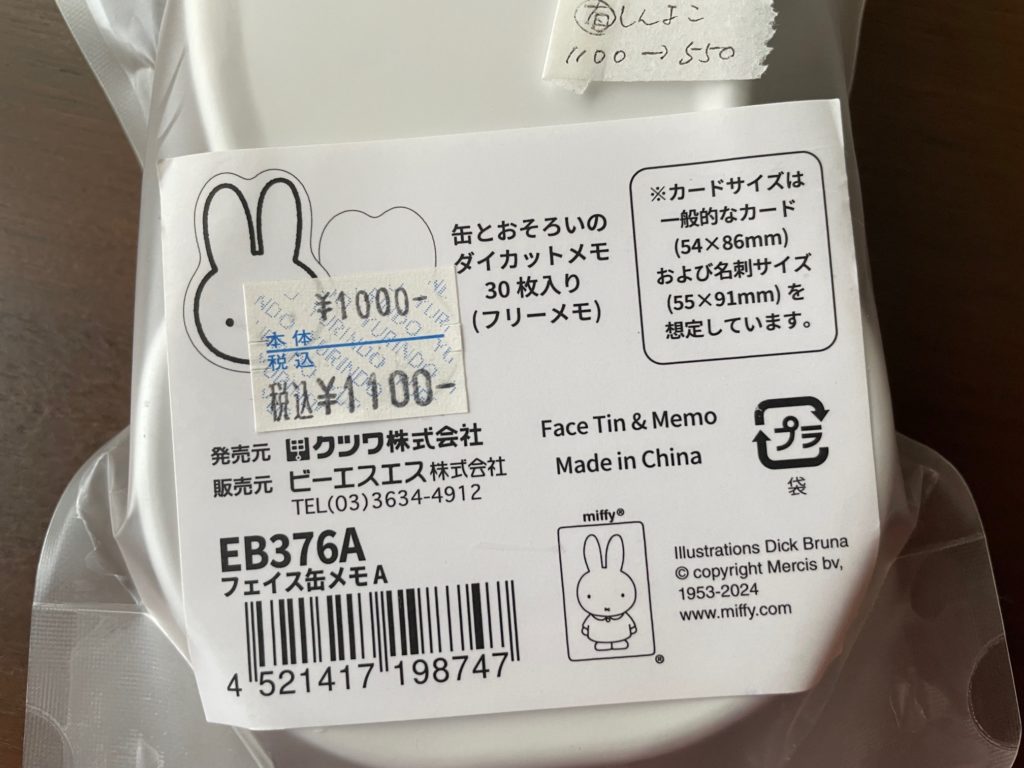 有しんよこ
1100→550
缶とおそろいの
ダイカットメモ
30枚入り
(フリーメモ)
※カードサイズは
一般的なカード
(54×86mm)
および名刺サイズ
(55×91mm)を
想定しています。
¥1000-
本体
税込
税込¥1100-
発売元 クツワ株式会社
販売元 ビーエスエス株式会社
TEL(03)3634-4912
Face Tin & Memo
Made in China
プラ
袋
EB376A
フェイス缶メモA
4 521417 198747
miffy®
®
Illustrations Dick Bruna
© copyright Mercis bv,
1953-2024
www.miffy.com